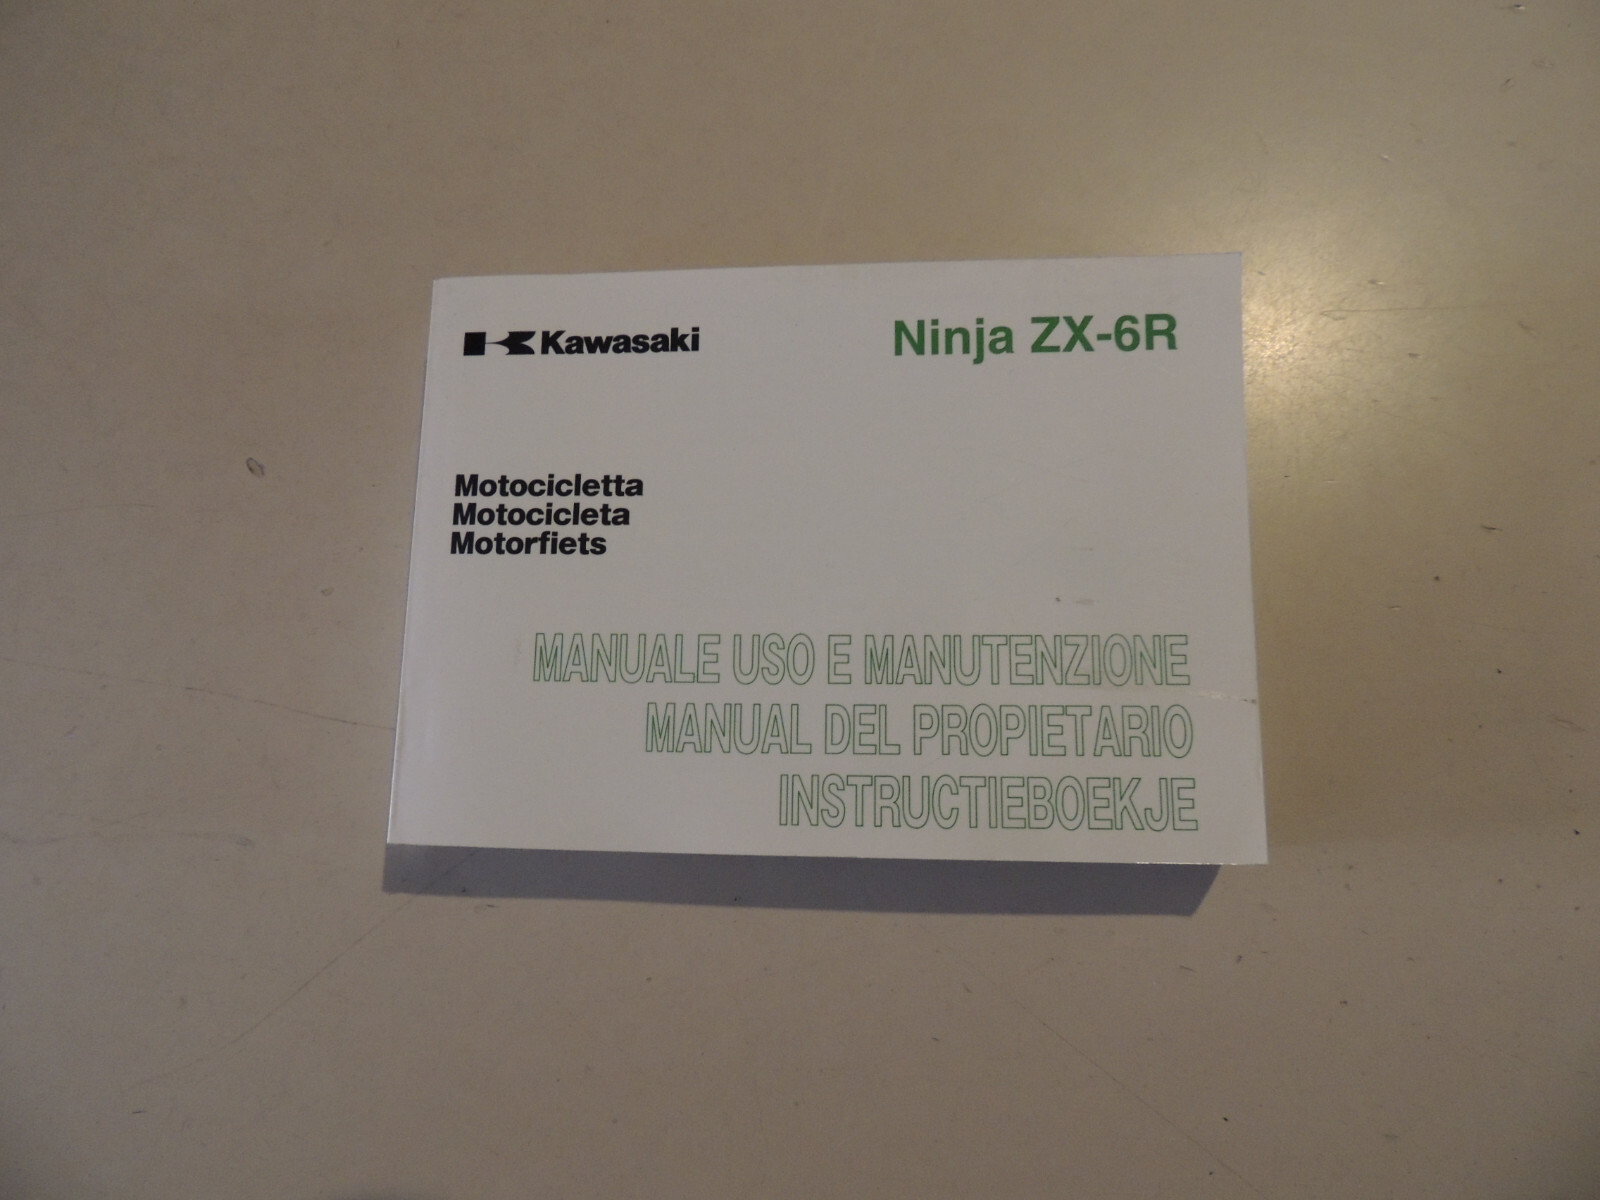 Kawasaki
Ninja ZX-6R
Motocicletta
Motocicleta
Motorfiets
MANUALE USO E MANUTENZIONE
MANUAL DEL PROPIETARIO
INSTRUCTIEBOEKJE